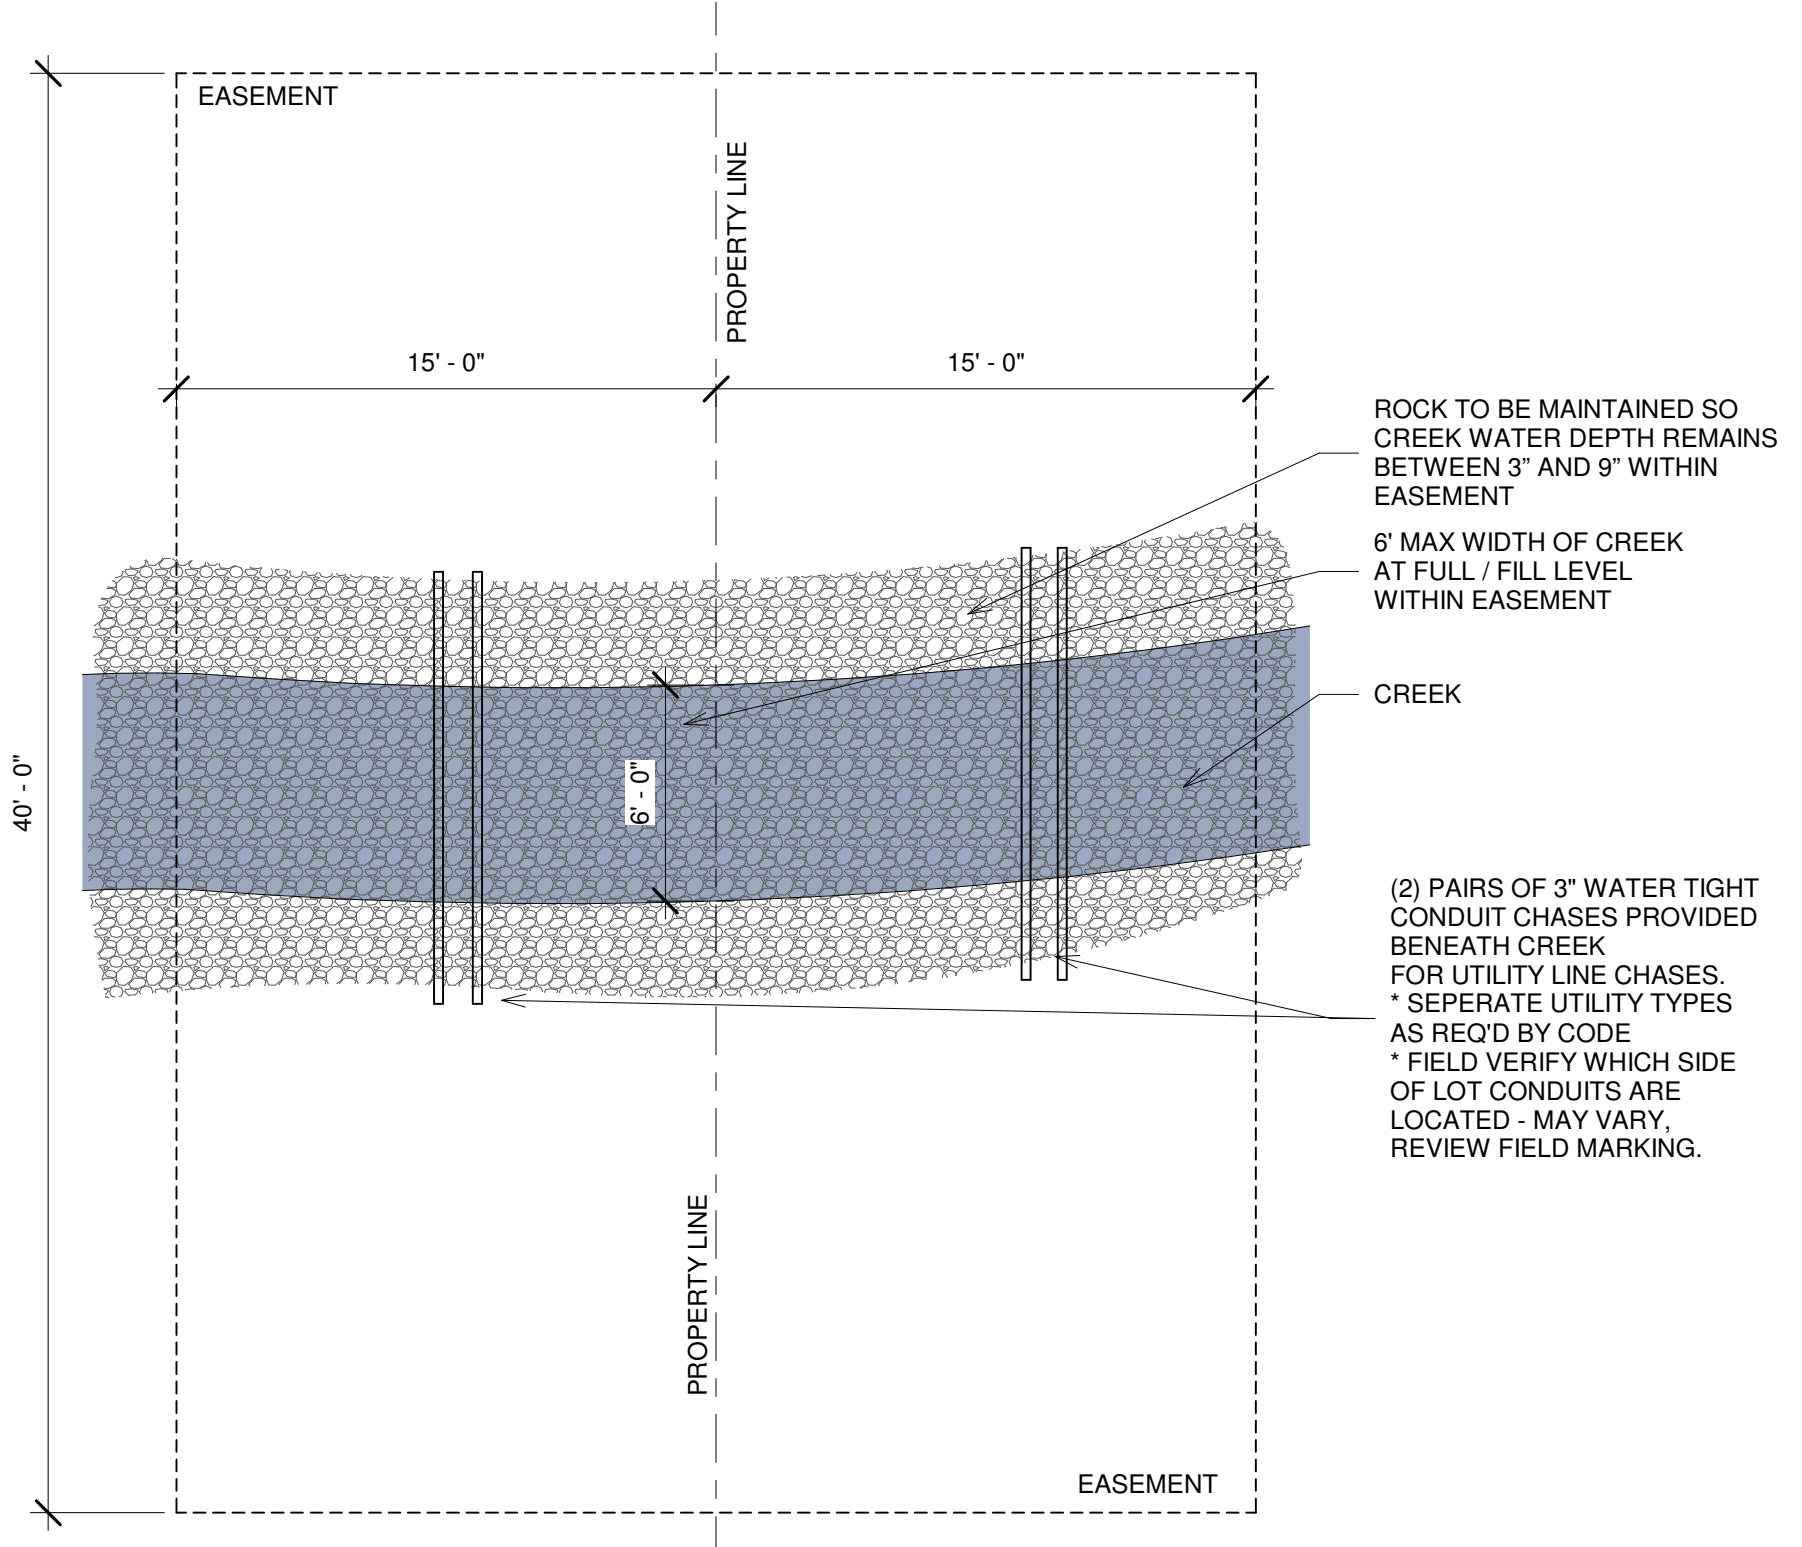 EASEMENT
PROPERTY LINE
15' - 0"
15' - 0"
ROCK TO BE MAINTAINED SO
CREEK WATER DEPTH REMAINS
BETWEEN 3” AND 9” WITHIN
EASEMENT
6' MAX WIDTH OF CREEK
AT FULL / FILL LEVEL
WITHIN EASEMENT
CREEK
40' - 0"
6' - 0"
(2) PAIRS OF 3" WATER TIGHT
CONDUIT CHASES PROVIDED
BENEATH CREEK
FOR UTILITY LINE CHASES.
* SEPERATE UTILITY TYPES
AS REQ'D BY CODE
* FIELD VERIFY WHICH SIDE
OF LOT CONDUITS ARE
LOCATED - MAY VARY,
REVIEW FIELD MARKING.
PROPERTY LINE
EASEMENT